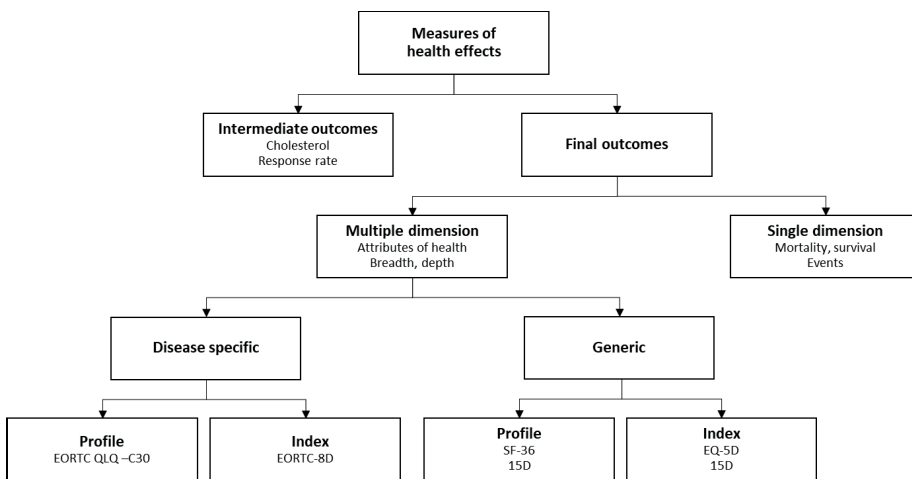 Measures of
health effects
Intermediate outcomes
Cholesterol
Response rate
Final outcomes
Multiple dimension
Attributes of health
Breadth, depth
Single dimension
Mortality, survival
Events
Disease specific
Generic
Profile
EORTC QLQ –C30
Index
EORTC-8D
Profile
SF-36
15D
Index
EQ-5D
15D